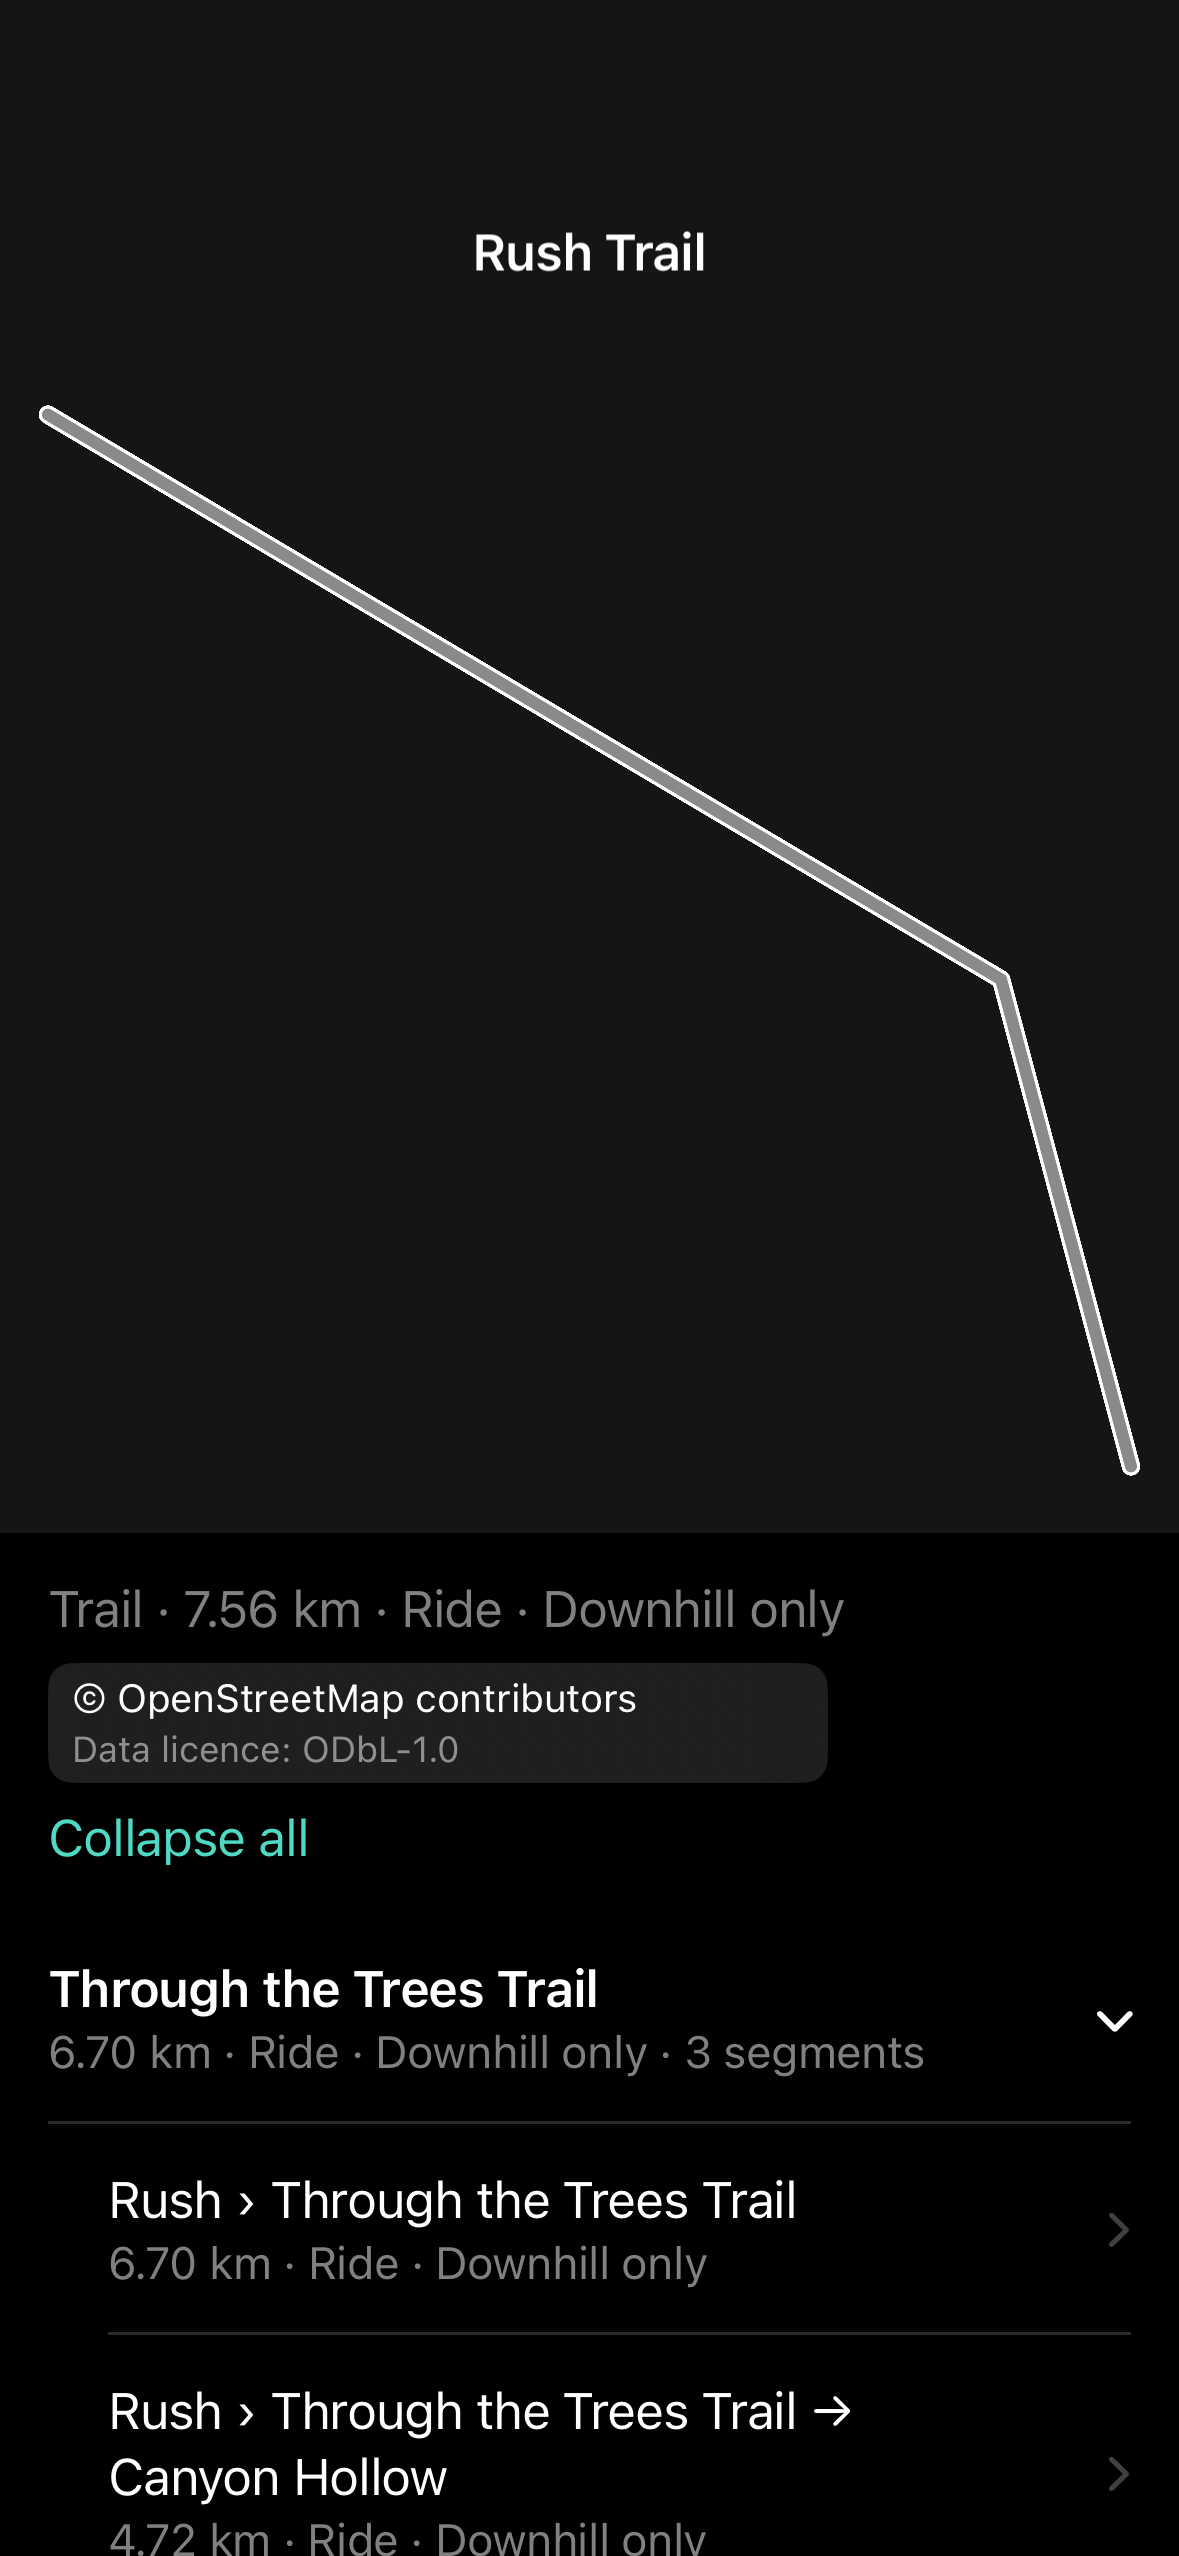 Rush Trail
Trail · 7.56 km · Ride · Downhill only
© OpenStreetMap contributors
Data licence: ODbL-1.0
Collapse all
Through the Trees Trail
6.70 km · Ride · Downhill only · 3 segments
Rush › Through the Trees Trail
6.70 km · Ride · Downhill only
Rush › Through the Trees Trail →
Canyon Hollow
4.72 km · Ride · Downhill only